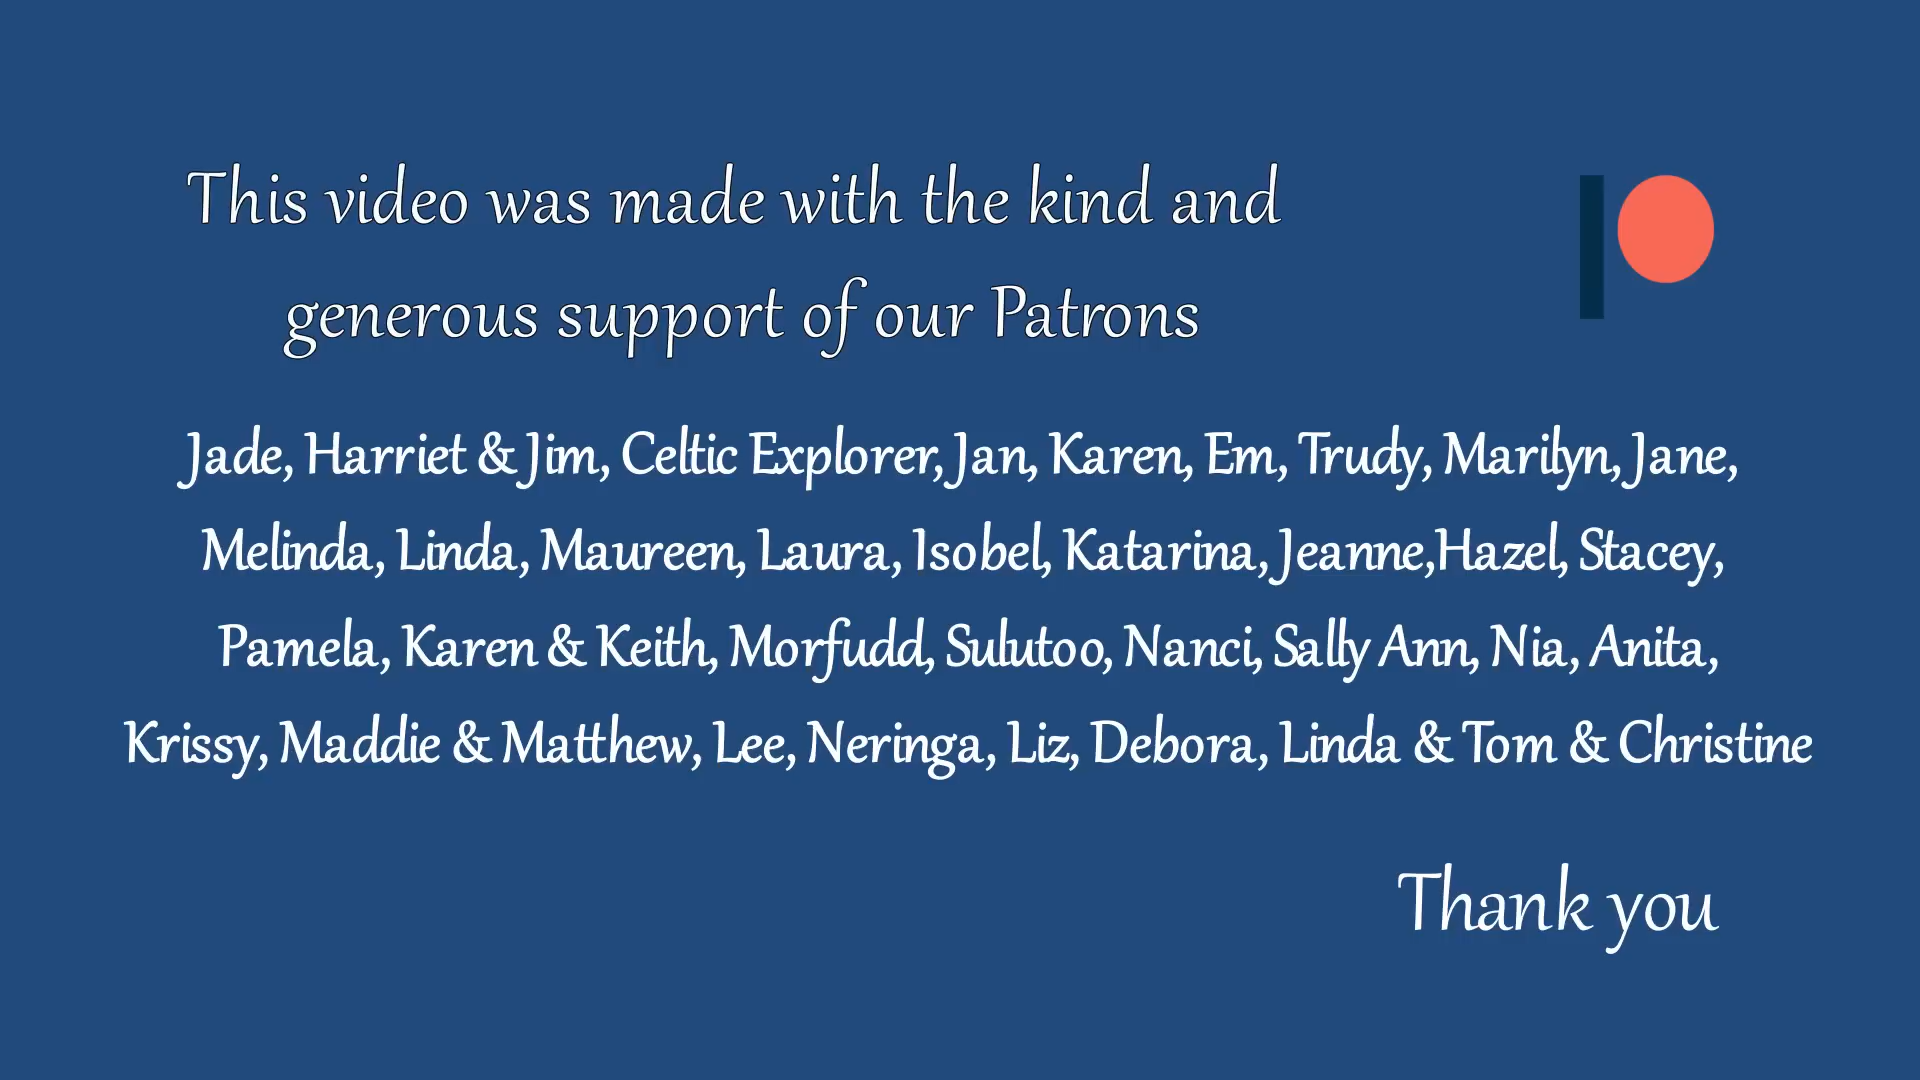 This video was made with the kind and
generous support of our Patrons
Jade, Harriet & Jim, Celtic Explorer, Jan, Karen, Em, Trudy, Marilyn, Jane,
Melinda, Linda, Maureen, Laura, Isobel, Katarina, Jeanne,Hazel, Stacey,
Pamela, Karen & Keith, Morfudd, Sulutoo, Nanci, Sally Ann, Nia, Anita,
Krissy, Maddie & Matthew, Lee, Neringa, Liz, Debora, Linda & Tom & Christine
Thank you